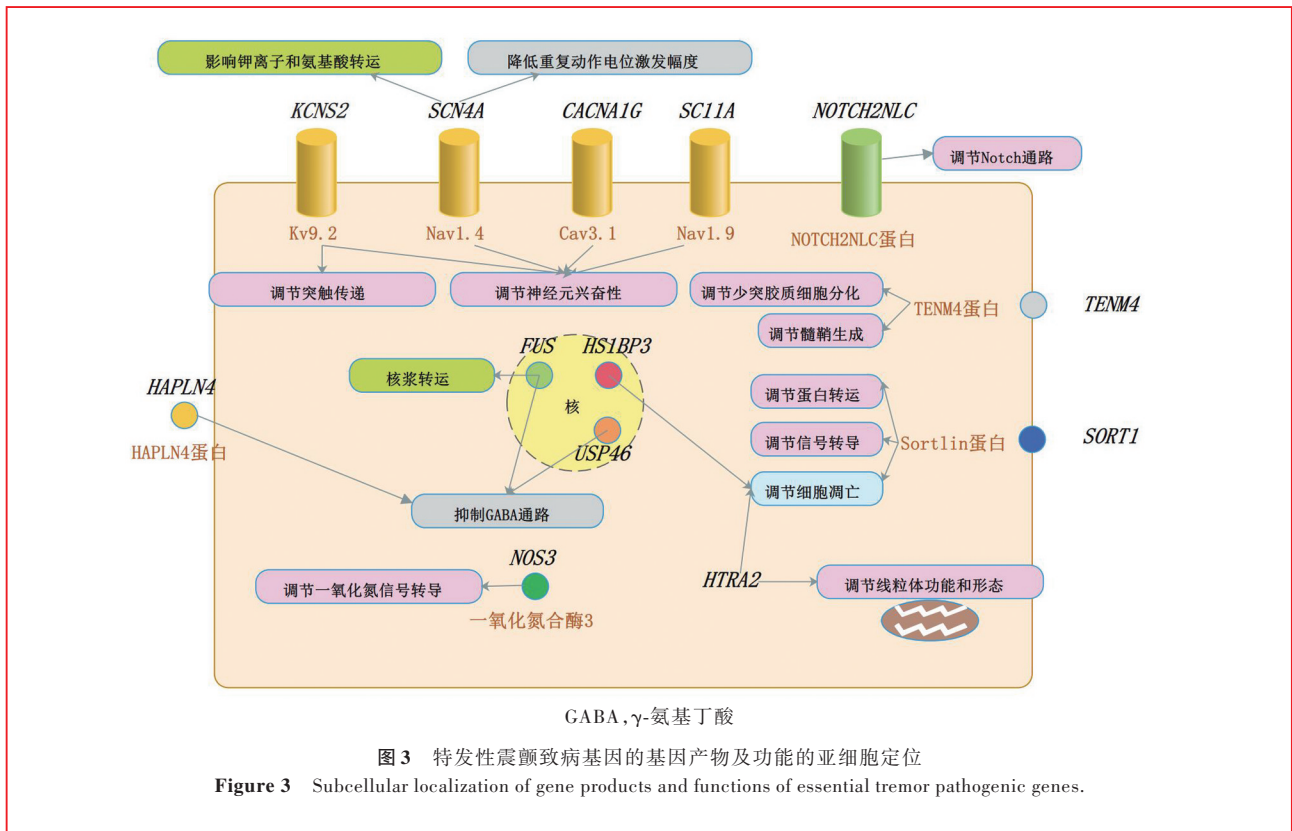 影响钾离子和氨基酸转运
降低重复动作电位激发幅度
KCNS2
SCN4A
CACNA1G
SC11A
NOTCH2NLC
调节Notch通路
Kv9.2
Nav1.4
Cav3.1
Nav1.9
NOTCH2NLC蛋白
调节突触传递
调节神经元兴奋性
调节少突胶质细胞分化
TENM4蛋白
TENM4
调节髓鞘生成
FUS
HS1BP3
核浆转运
核
调节蛋白转运
HAPLN4
HAPLN4蛋白
USP46
调节信号转导
Sortlin蛋白
SORT1
调节细胞凋亡
抑制GABA通路
NOS3
调节一氧化氮信号转导
一氧化氮合酶3
HTRA2
调节线粒体功能和形态
GABA,γ-氨基丁酸
图 3 特发性震颤致病基因的基因产物及功能的亚细胞定位
Figure 3 Subcellular localization of gene products and functions of essential tremor pathogenic genes.